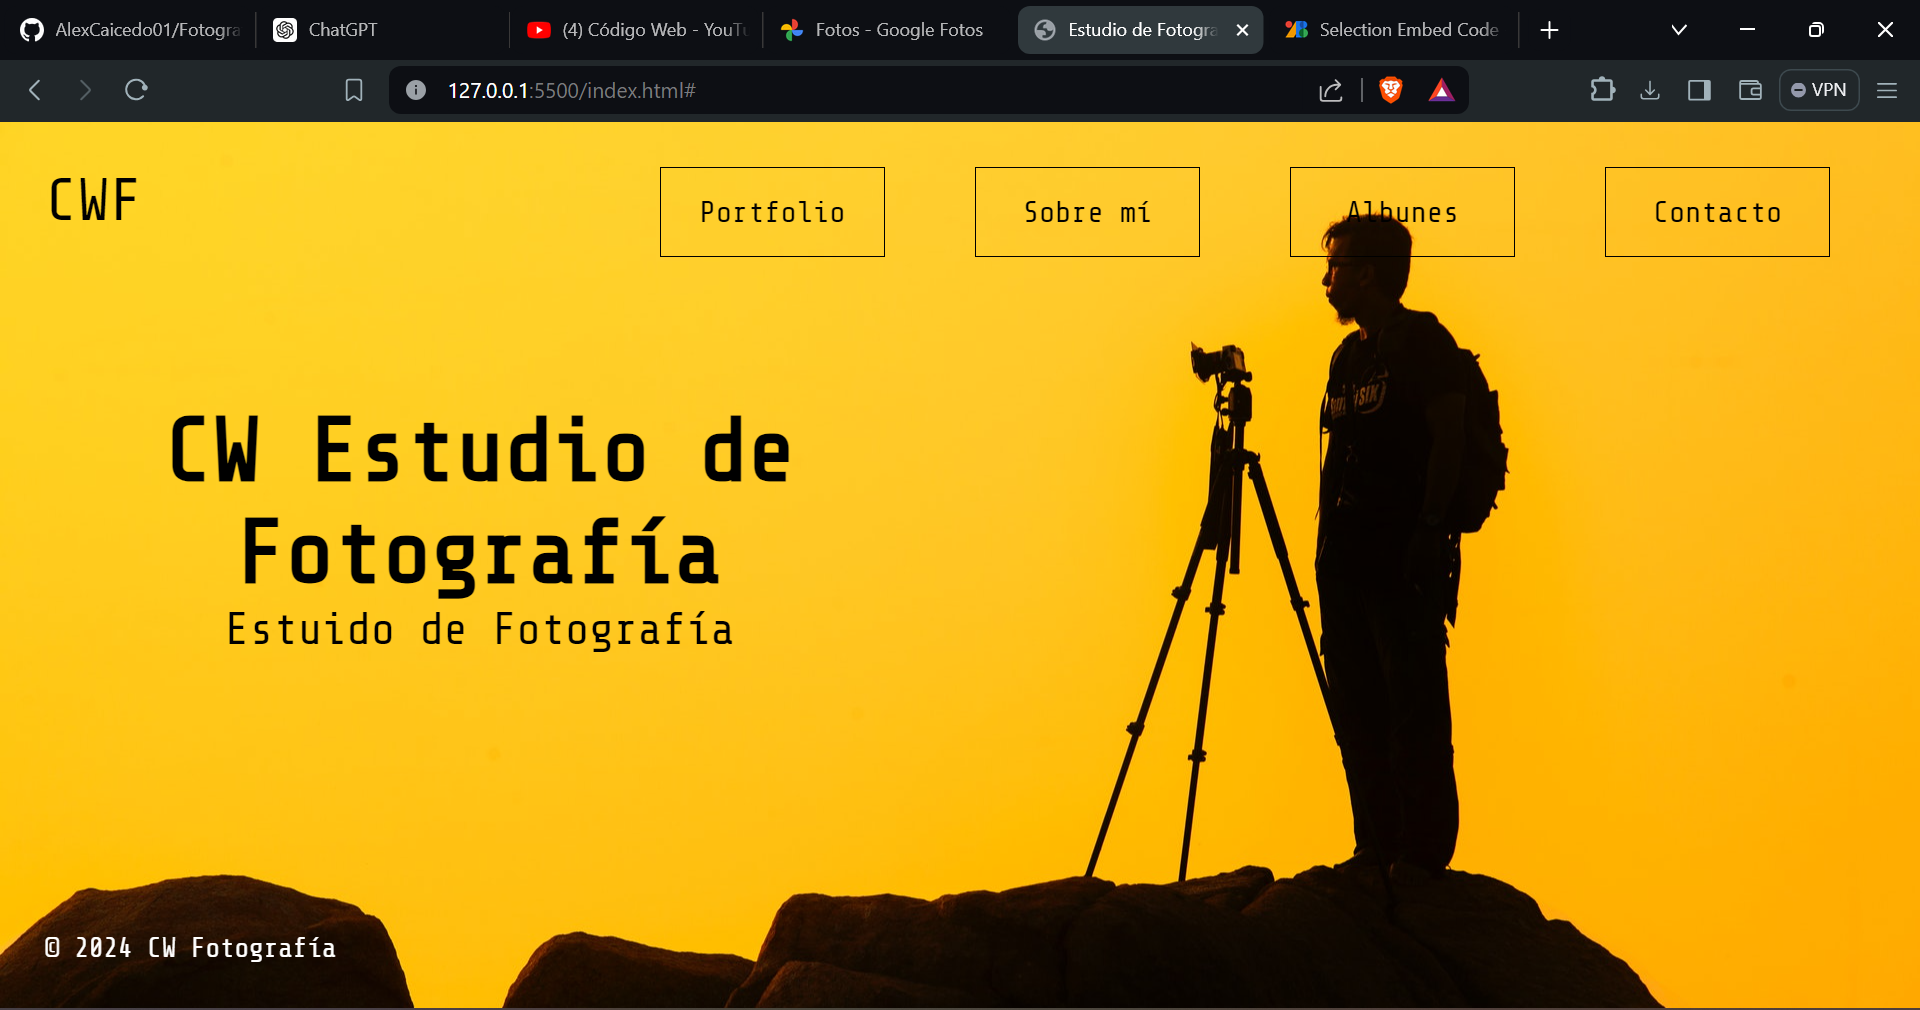 AlexCaicedo01/Fotogra
ChatGPT
(4) Código Web - YouTu
Fotos - Google Fotos
Estudio de Fotogra
Selection Embed Code
127.0.0.1:5500/index.html#
VPN
CWF
Portfolio
Sobre mí
Albunes
Contacto
CW Estudio de
Fotografía
Estuido de Fotografía
© 2024 CW Fotografía